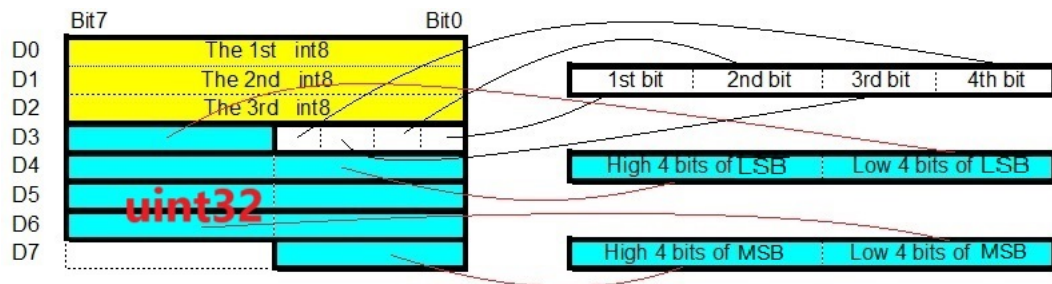 Bit7 Bit0
D0 The 1st int8
D1 The 2nd int8 1st bit 2nd bit 3rd bit 4th bit
D2 The 3rd int8
D3
D4 High 4 bits of LSB Low 4 bits of LSB
D5
uint32
D6
D7 High 4 bits of MSB Low 4 bits of MSB